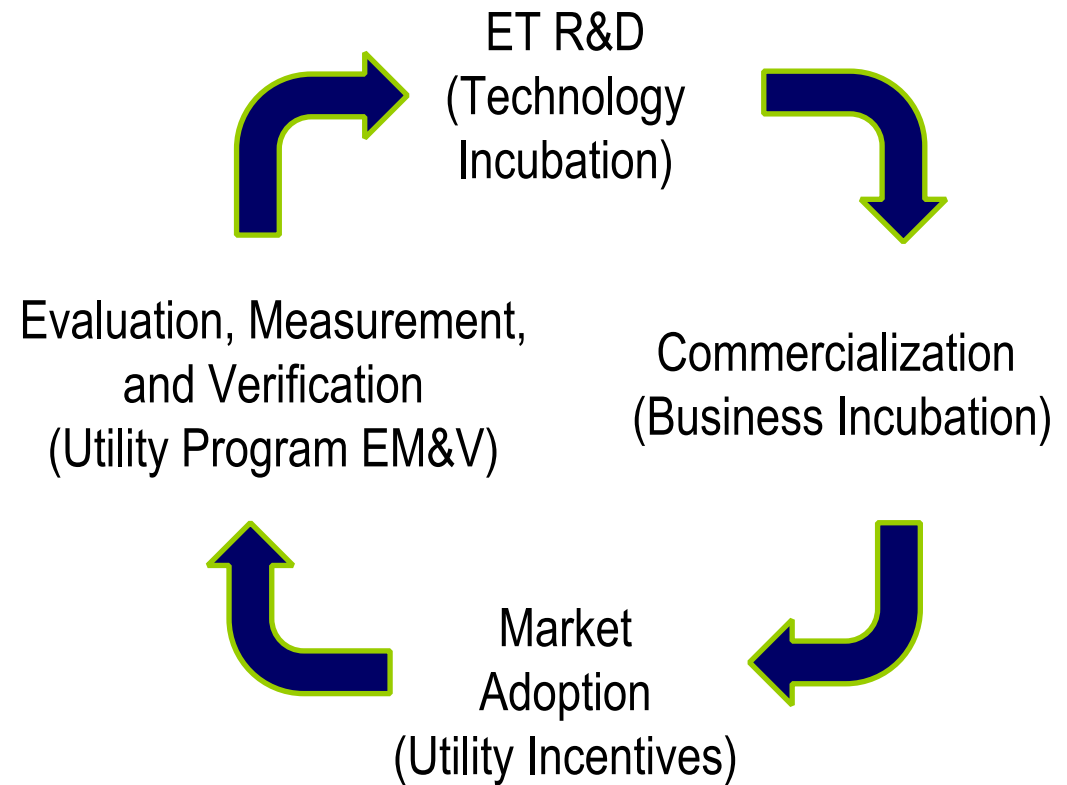 ET R&D
(Technology
Incubation)
Evaluation, Measurement,
and Verification
(Utility Program EM&V)
Commercialization
(Business Incubation)
Market
Adoption
(Utility Incentives)